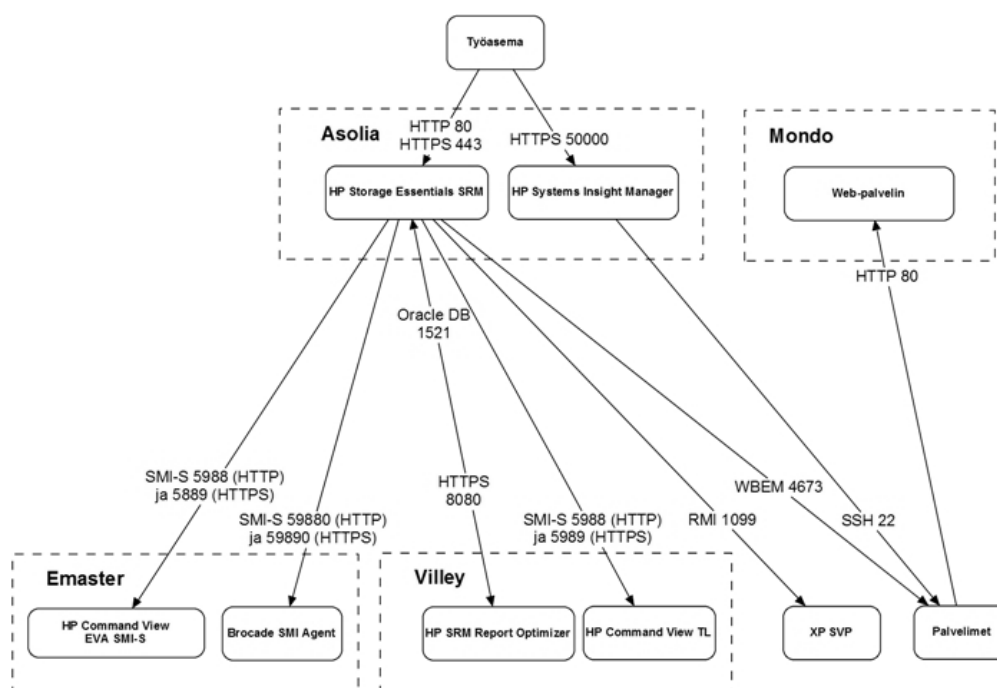 Työasema
Asolia
HTTP 80
HTTPS 443
HTTPS 50000
HP Storage Essentials SRM
HP Systems Insight Manager
Mondo
Web-palvelin
HTTP 80
Oracle DB
1521
SMI-S 5988 (HTTP)
ja 5889 (HTTPS)
SMI-S 59880 (HTTP)
ja 59890 (HTTPS)
HTTPS
8080
SMI-S 5988 (HTTP)
ja 5989 (HTTPS)
RMI 1099
WBEM 4673
SSH 22
Emaster
HP Command View
EVA SMI-S
Brocade SMI Agent
Villey
HP SRM Report Optimizer
HP Command View TL
XP SVP
Palvelimet